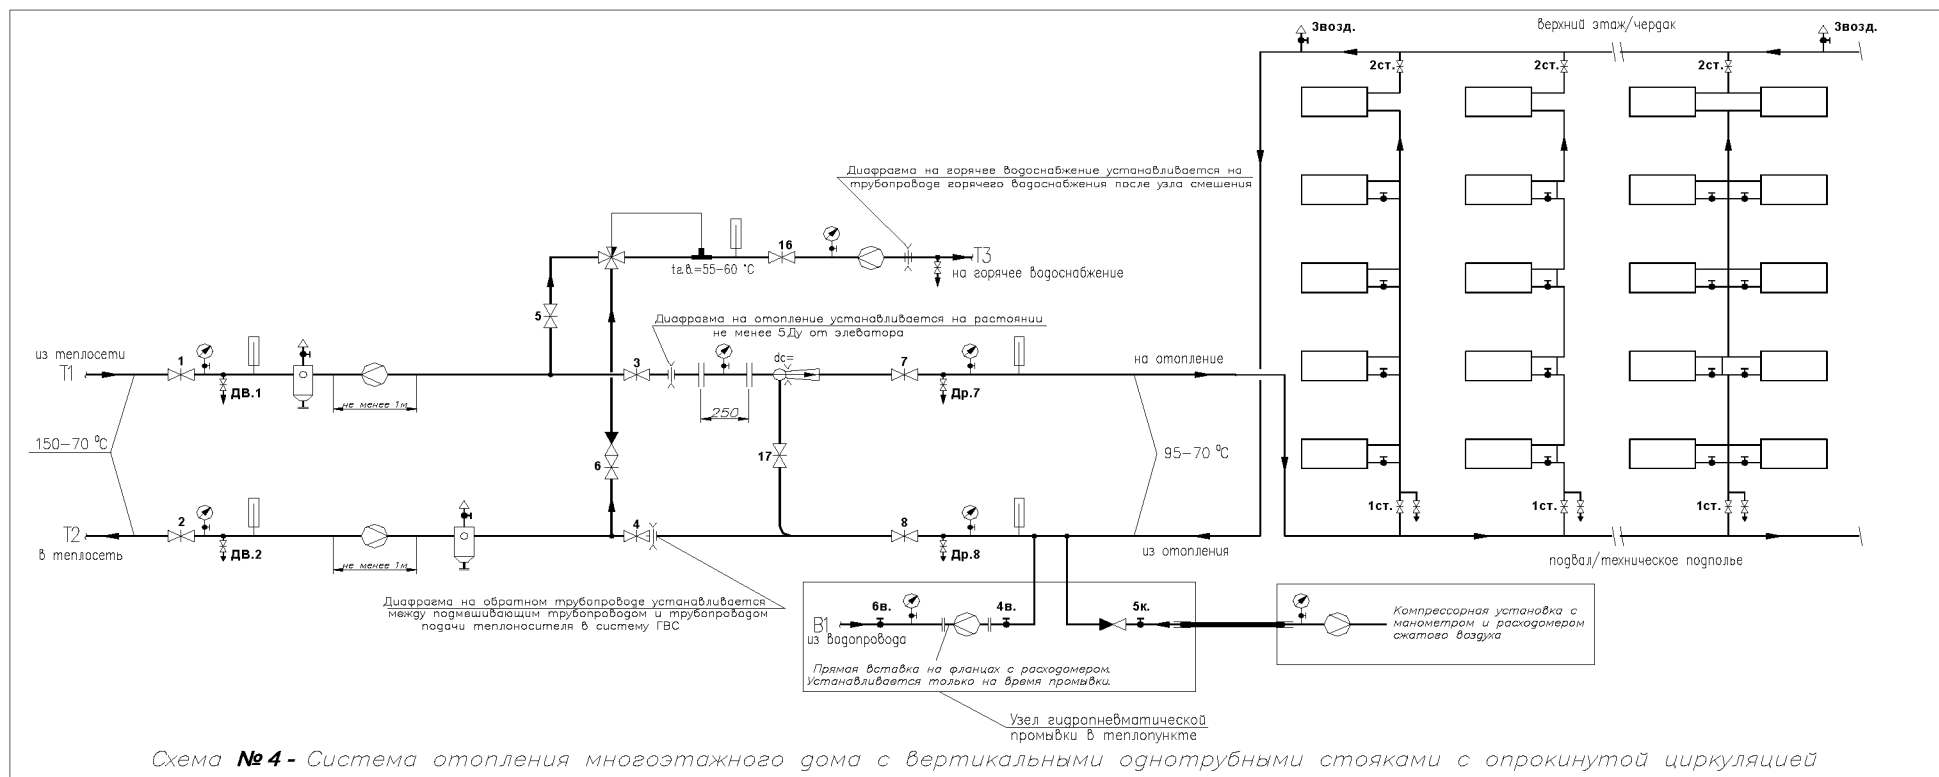 верхний этаж/чердак
3возд.
3возд.
2ст.
2ст.
2ст.
Диафрагма на горячее водоснабжение устанавливается на
трубопроводе горячего водоснабжения после узла смешения
16
T3
tг.в.=55-60 °C
на горячее водоснабжение
5
Диафрагма на отопление устанавливается на растоянии
не менее 5Ду от элеватора
из теплосети
T1
1
ДВ.1
не менее 1м
3
250
dc=
7
Др.7
на отопление
150-70 °C
6
17
95-70 °C
T2
в теплосеть
2
ДВ.2
не менее 1м
4
8
Др.8
из отопления
1ст.
1ст.
1ст.
подвал/техническое подполье
Диафрагма на обратном трубопроводе устанавливается
между подмешивающим трубопроводом и трубопроводом
подачи теплоносителя в систему ГВС
B1
из водопровода
6в.
4в.
5к.
Прямая вставка на фланцах с расходомером.
Устанавливается только на время промывки.
Компрессорная установка с
манометром и расходомером
сжатого воздуха
Узел гидропневматической
промывки в теплопункте
Схема №4 - Система отопления многоэтажного дома с вертикальными однотрубными стояками с опрокинутой циркуляцией